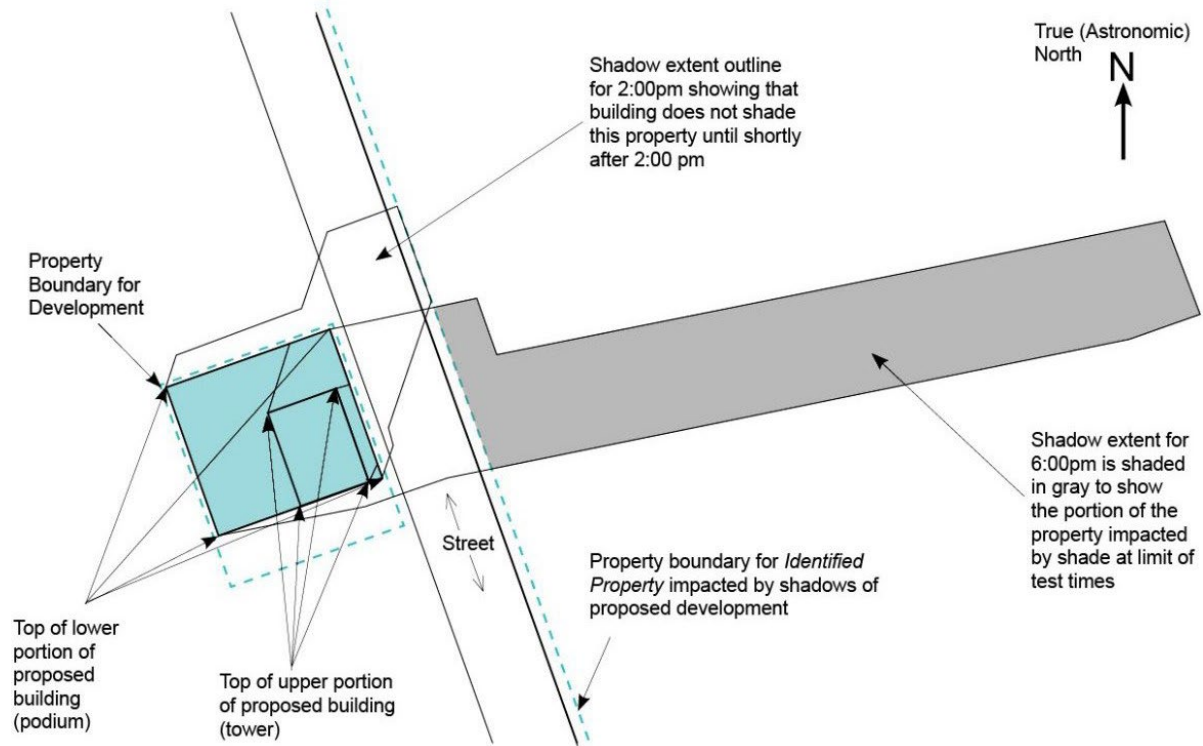 True (Astronomic)
North
N
Shadow extent outline
for 2:00pm showing that
building does not shade
this property until shortly
after 2:00 pm
Property
Boundary for
Development
Shadow extent for
6:00pm is shaded
in gray to show
the portion of the
property impacted
by shade at limit of
test times
Street
Property boundary for Identified
Property impacted by shadows of
proposed development
Top of lower
portion of
proposed
building
(podium)
Top of upper portion
of proposed building
(tower)